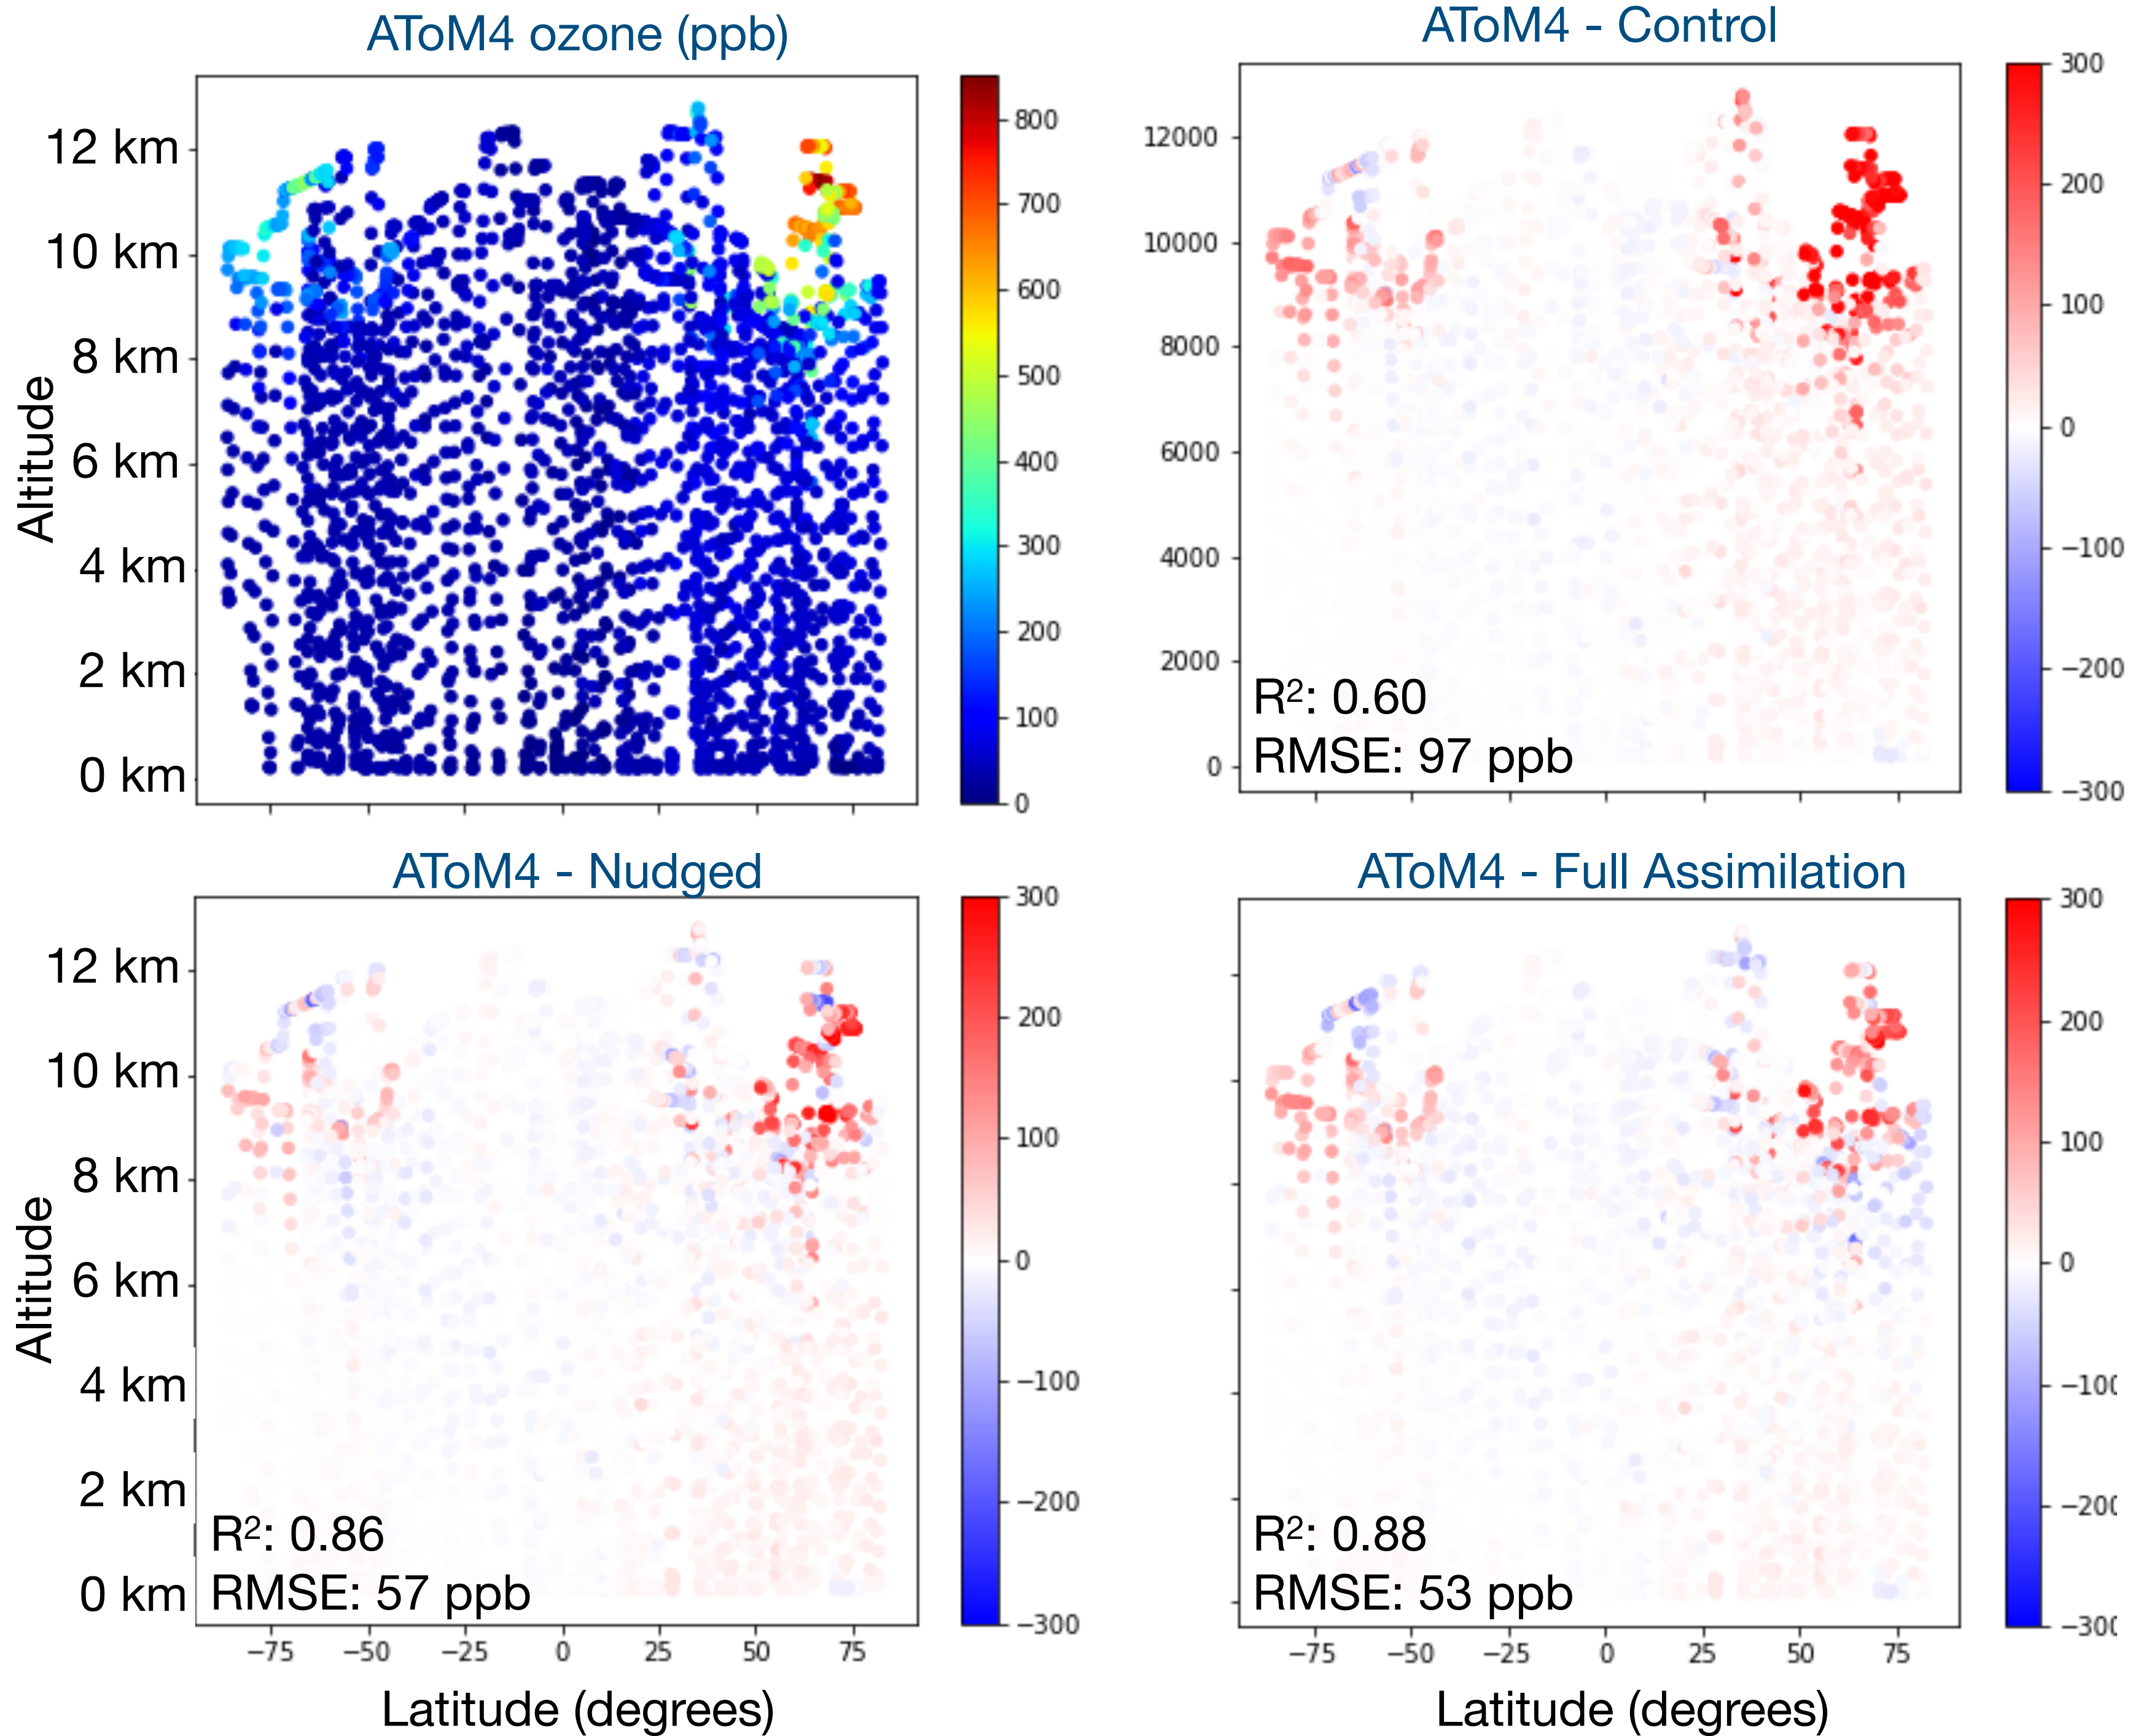 AToM4 ozone (ppb)
Altitude
12 km
10 km
8 km
6 km
4 km
2 km
0 km
800
700
600
500
400
300
200
100
0
AToM4 - Control
12000
10000
8000
6000
4000
2000
0
R²: 0.60
RMSE: 97 ppb
300
200
100
0
−100
−200
−300
AToM4 - Nudged
Altitude
12 km
10 km
8 km
6 km
4 km
2 km
0 km
R²: 0.86
RMSE: 57 ppb
−75 −50 −25 0 25 50 75
Latitude (degrees)
300
200
100
0
−100
−200
−300
AToM4 - Full Assimilation
R²: 0.88
RMSE: 53 ppb
−75 −50 −25 0 25 50 75
Latitude (degrees)
300
200
100
0
−100
−200
−300